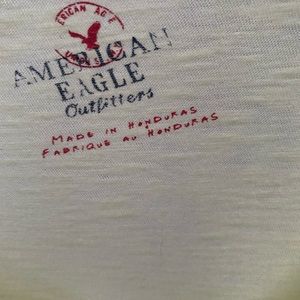 AMERICAN
EAGLE
Outfitters
MADE IN HONDURAS
FABRIQUE AU HONDURAS